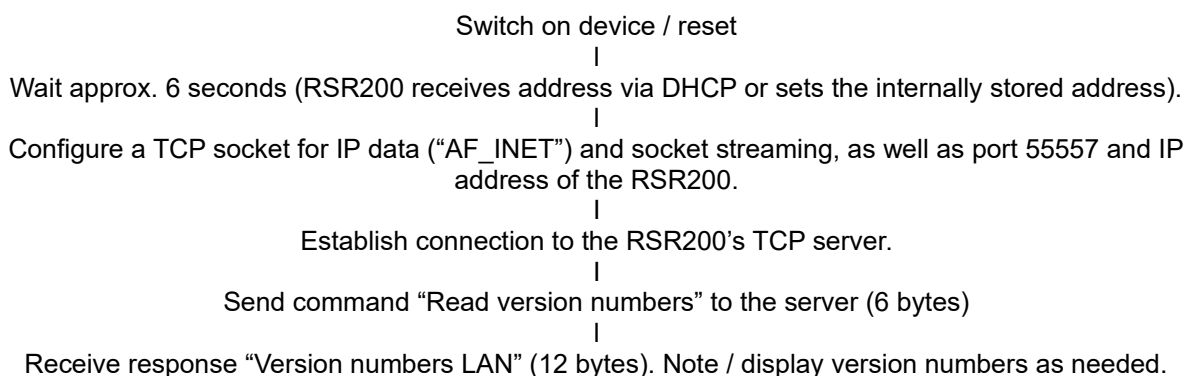 Switch on device / reset
|
Wait approx. 6 seconds (RSR200 receives address via DHCP or sets the internally stored address).
|
Configure a TCP socket for IP data (“AF_INET”) and socket streaming, as well as port 55557 and IP
address of the RSR200.
|
Establish connection to the RSR200’s TCP server.
|
Send command “Read version numbers” to the server (6 bytes)
|
Receive response “Version numbers LAN” (12 bytes). Note / display version numbers as needed.